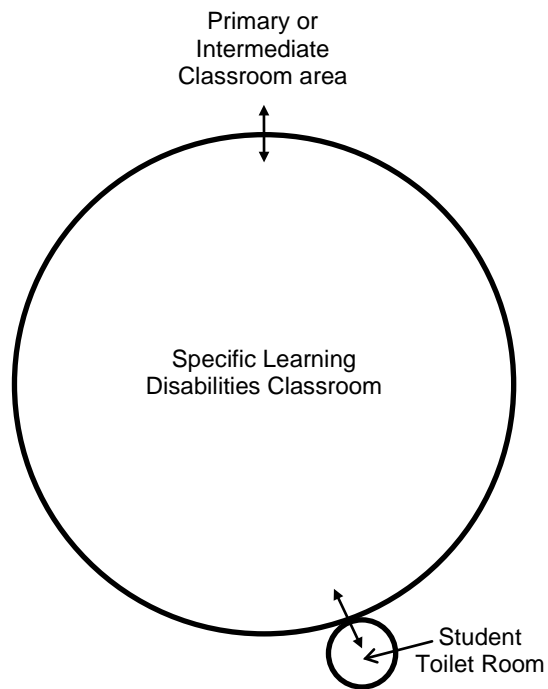 Primary or
Intermediate
Classroom area
Specific Learning
Disabilities Classroom
Student
Toilet Room